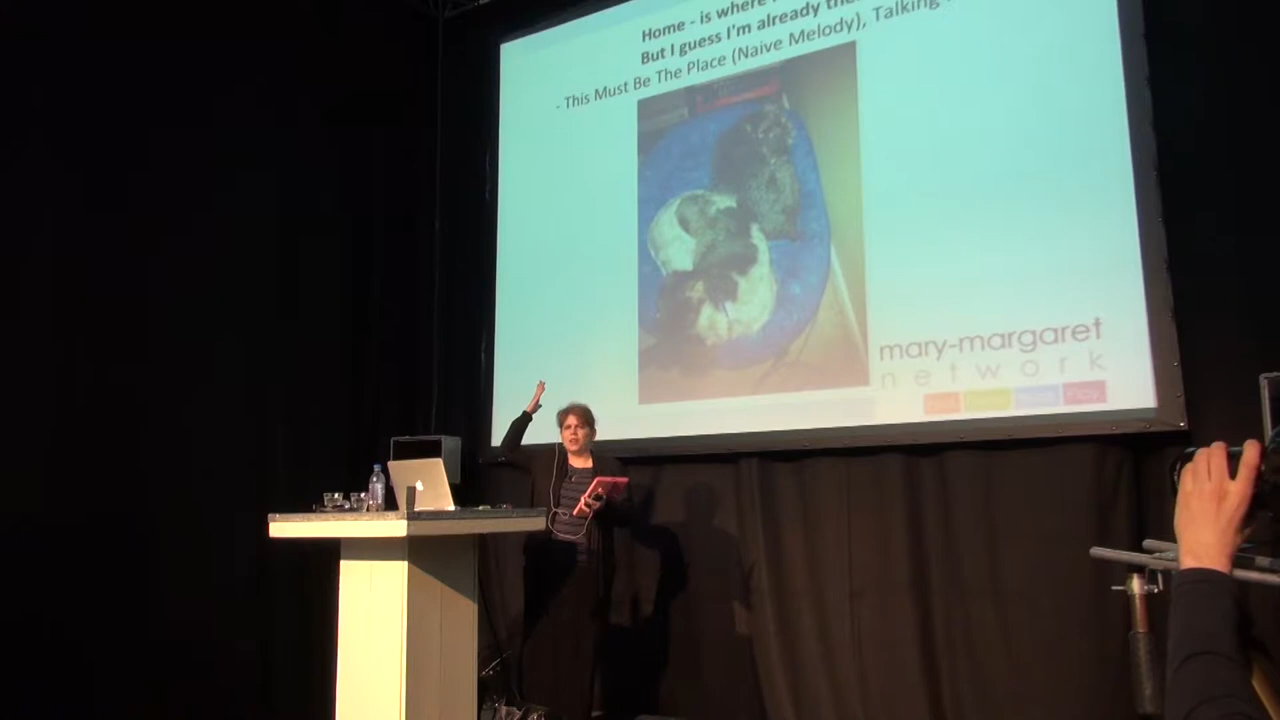 Home - is where
But I guess I'm already
- This Must Be The Place (Naive Melody), Talking
mary-margaret
network